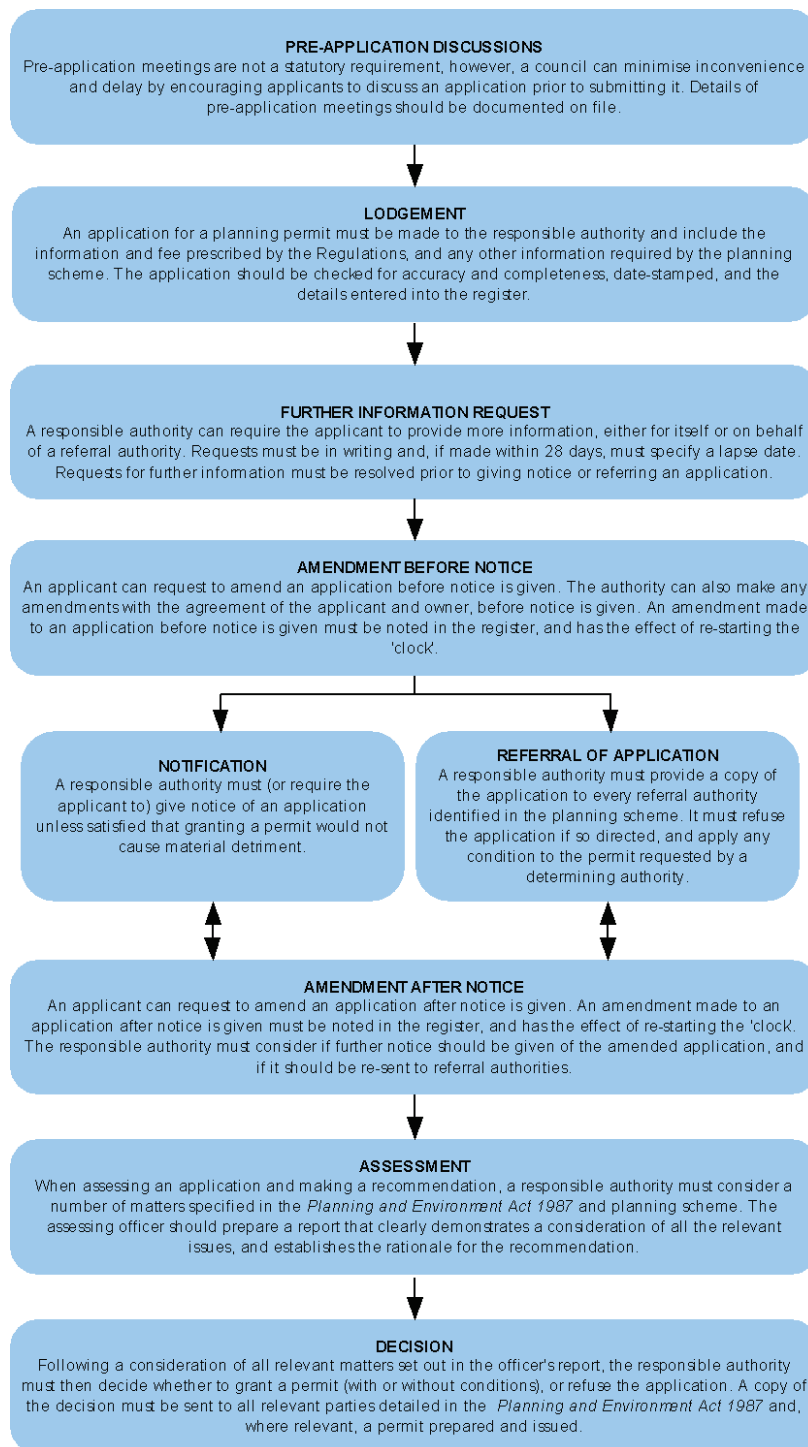 PRE-APPLICATION DISCUSSIONS
Pre-application meetings are not a statutory requirement, however, a council can minimise inconvenience
and delay by encouraging applicants to discuss an application prior to submitting it. Details of
pre-application meetings should be documented on file.
LODGEMENT
An application for a planning permit must be made to the responsible authority and include the
information and fee prescribed by the Regulations, and any other information required by the planning
scheme. The application should be checked for accuracy and completeness, date-stamped, and the
details entered into the register.
FURTHER INFORMATION REQUEST
A responsible authority can require the applicant to provide more information, either for itself or on behalf
of a referral authority. Requests must be in writing and, if made within 28 days, must specify a lapse date.
Requests for further information must be resolved prior to giving notice or referring an application.
AMENDMENT BEFORE NOTICE
An applicant can request to amend an application before notice is given. The authority can also make any
amendments with the agreement of the applicant and owner, before notice is given. An amendment made
to an application before notice is given must be noted in the register, and has the effect of re-starting the
'clock'.
NOTIFICATION
A responsible authority must (or require the
applicant to) give notice of an application
unless satisfied that granting a permit would not
cause material detriment.
REFERRAL OF APPLICATION
A responsible authority must provide a copy of
the application to every referral authority
identified in the planning scheme. It must refuse
the application if so directed, and apply any
condition to the permit requested by a
determining authority.
AMENDMENT AFTER NOTICE
An applicant can request to amend an application after notice is given. An amendment made to an
application after notice is given must be noted in the register, and has the effect of re-starting the 'clock'.
The responsible authority must consider if further notice should be given of the amended application, and
if it should be re-sent to referral authorities.
ASSESSMENT
When assessing an application and making a recommendation, a responsible authority must consider a
number of matters specified in the Planning and Environment Act 1987 and planning scheme. The
assessing officer should prepare a report that clearly demonstrates a consideration of all the relevant
issues, and establishes the rationale for the recommendation.
DECISION
Following a consideration of all relevant matters set out in the officer's report, the responsible authority
must then decide whether to grant a permit (with or without conditions), or refuse the application. A copy of
the decision must be sent to all relevant parties detailed in the Planning and Environment Act 1987 and,
where relevant, a permit prepared and issued.